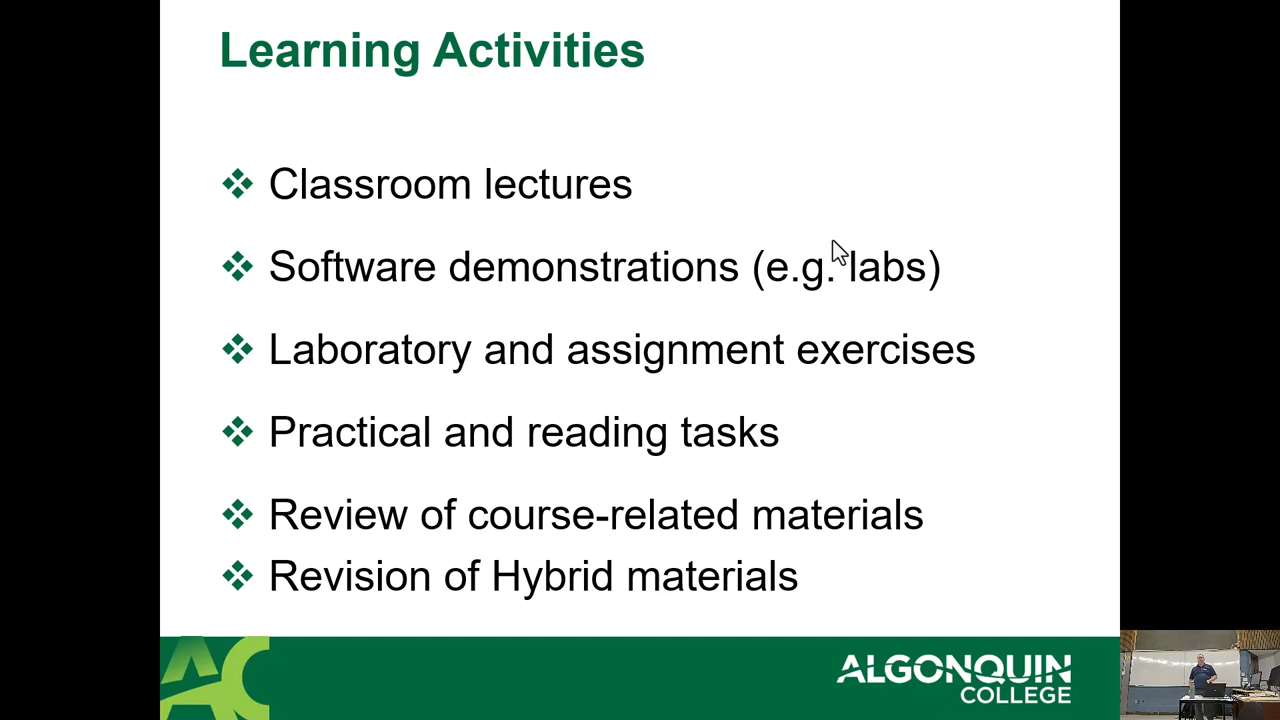 Learning Activities
Classroom lectures
Software demonstrations (e.g. labs)
Laboratory and assignment exercises
Practical and reading tasks
Review of course-related materials
Revision of Hybrid materials
AC
ALGONQUIN
COLLEGE